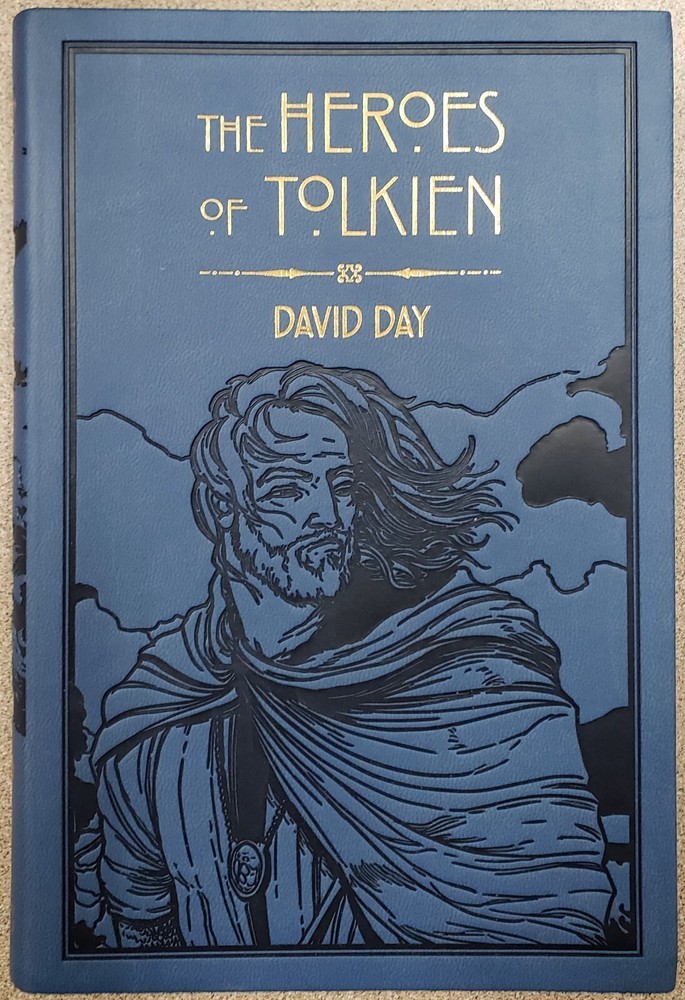 THE HEROES
OF TOLKIEN
DAVID DAY